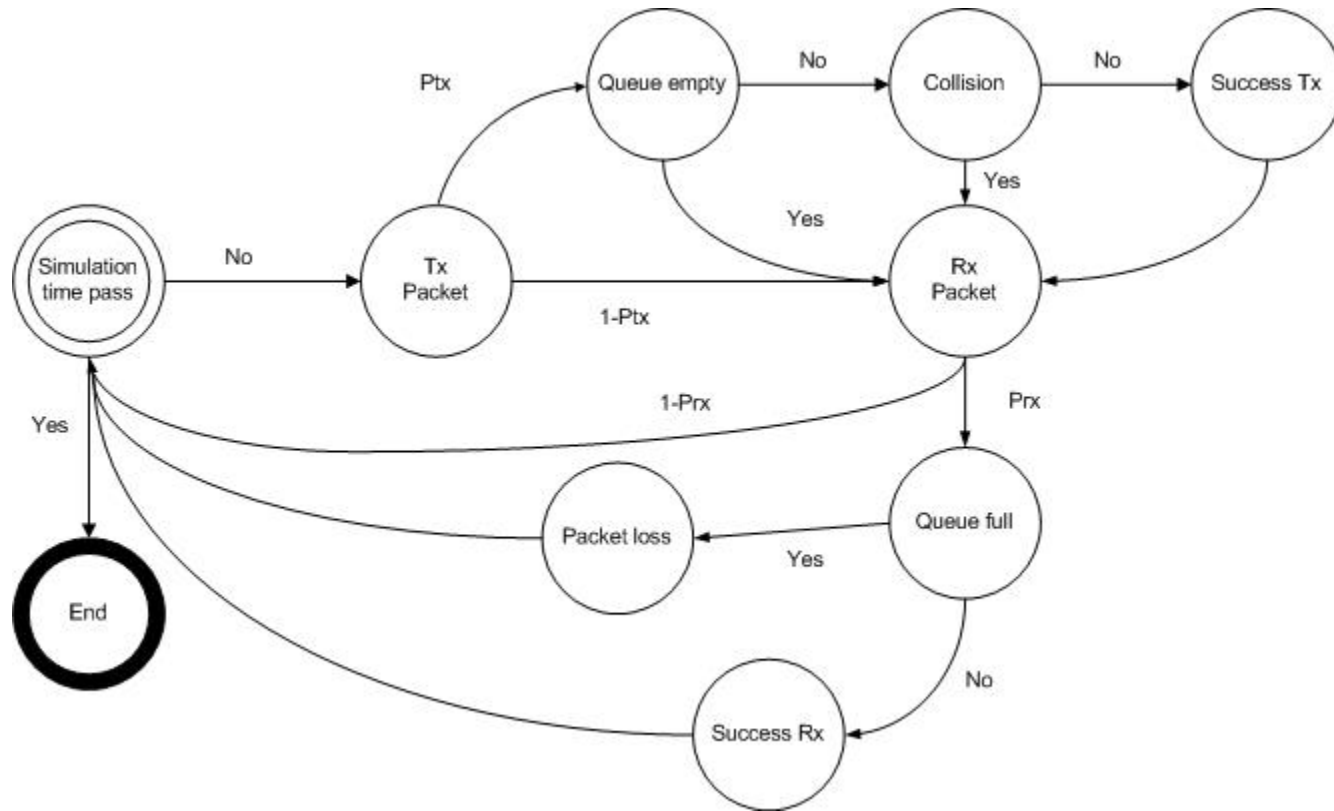 Ptx
Queue empty
No
Collision
No
Success Tx
Yes
Yes
Simulation
time pass
No
Tx
Packet
1-Ptx
Rx
Packet
Yes
1-Prx
Prx
Packet loss
Yes
Queue full
End
No
Success Rx